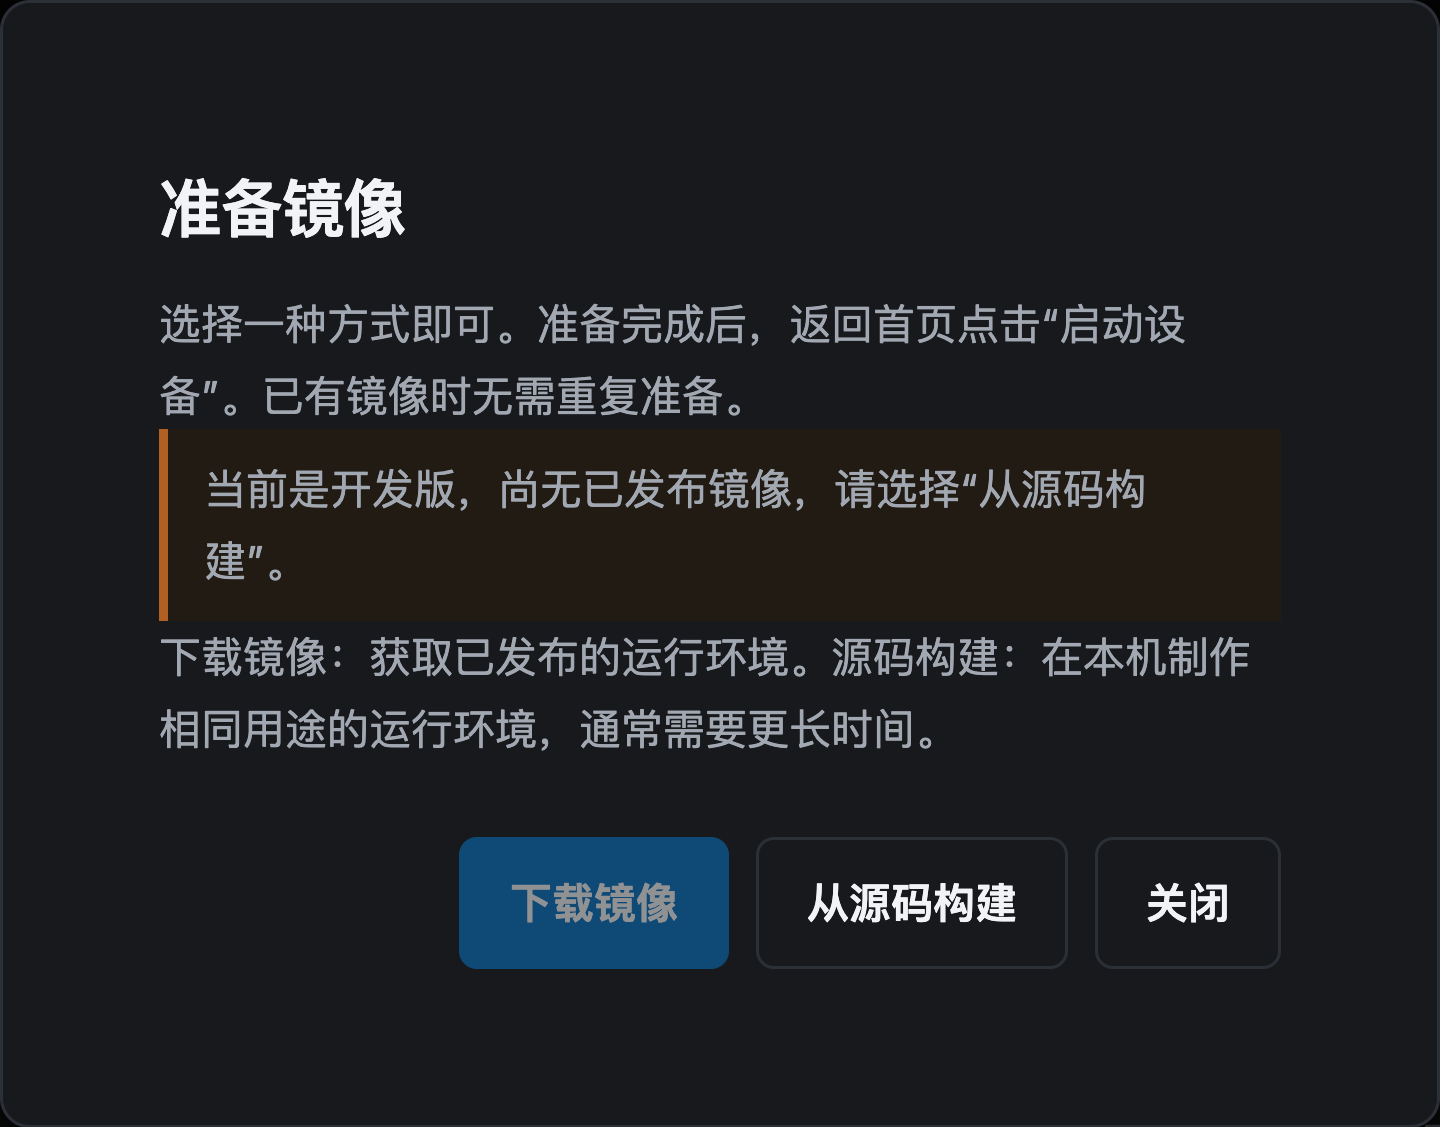 准备镜像
选择一种方式即可。准备完成后，返回首页点击“启动设
备”。已有镜像时无需重复准备。
当前是开发版，尚无已发布镜像，请选择“从源码构
建”。
下载镜像：获取已发布的运行环境。源码构建：在本机制作
相同用途的运行环境，通常需要更长时间。
下载镜像
从源码构建
关闭